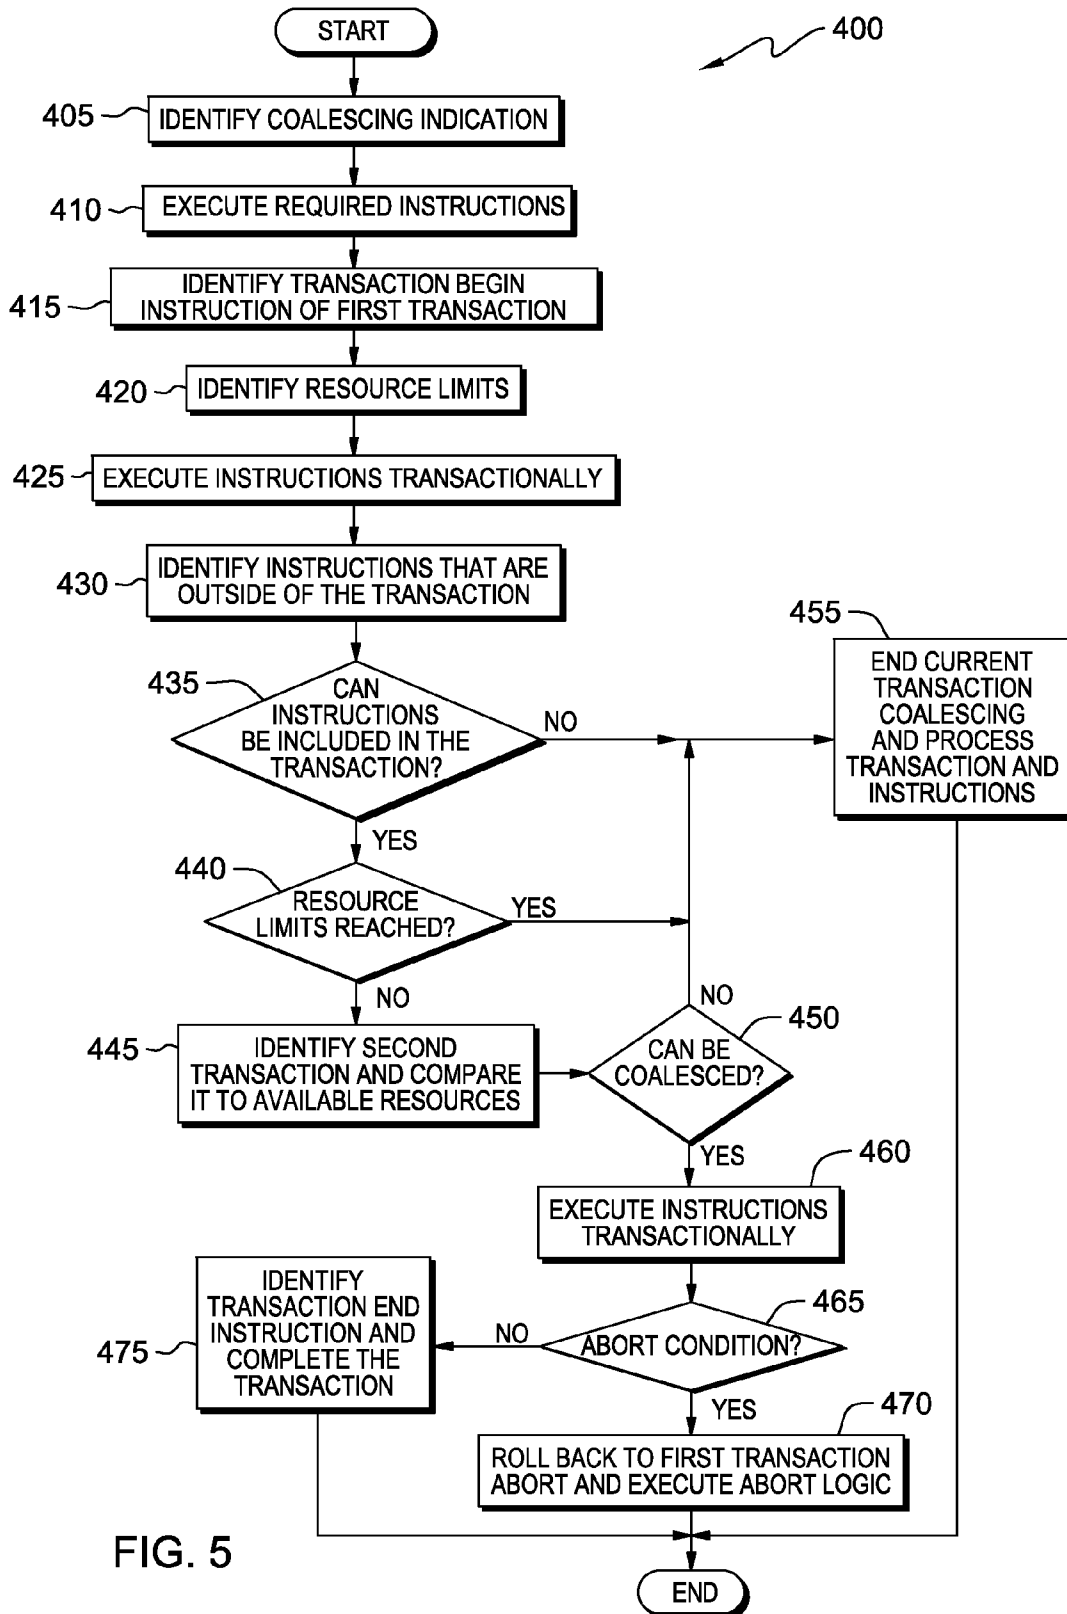 START
400
405
IDENTIFY COALESCING INDICATION
410
EXECUTE REQUIRED INSTRUCTIONS
415
IDENTIFY TRANSACTION BEGIN
INSTRUCTION OF FIRST TRANSACTION
420
IDENTIFY RESOURCE LIMITS
425
EXECUTE INSTRUCTIONS TRANSACTIONALLY
430
IDENTIFY INSTRUCTIONS THAT ARE
OUTSIDE OF THE TRANSACTION
435
CAN
INSTRUCTIONS
BE INCLUDED IN THE
TRANSACTION?
NO
YES
455
END CURRENT
TRANSACTION
COALESCING
AND PROCESS
TRANSACTION AND
INSTRUCTIONS
440
RESOURCE
LIMITS REACHED?
YES
NO
445
IDENTIFY SECOND
TRANSACTION AND COMPARE
IT TO AVAILABLE RESOURCES
450
CAN BE
COALESCED?
NO
YES
460
EXECUTE INSTRUCTIONS
TRANSACTIONALLY
465
ABORT CONDITION?
NO
YES
475
IDENTIFY
TRANSACTION END
INSTRUCTION AND
COMPLETE THE
TRANSACTION
470
ROLL BACK TO FIRST TRANSACTION
ABORT AND EXECUTE ABORT LOGIC
END
FIG. 5